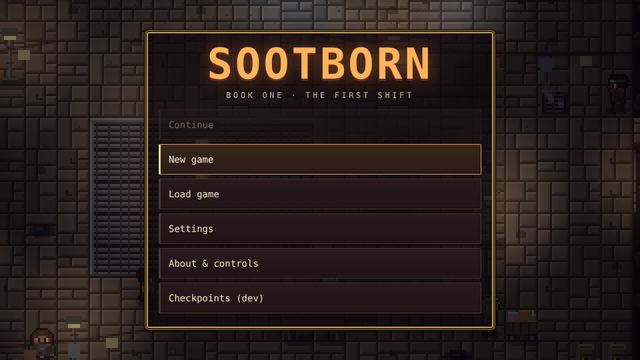 SOOTBORN
BOOK ONE · THE FIRST SHIFT
Continue
New game
Load game
Settings
About & controls
Checkpoints (dev)